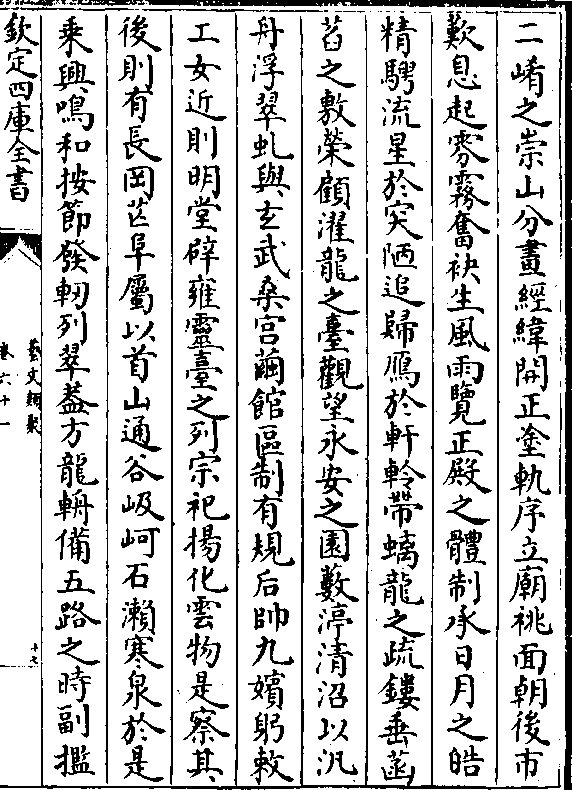 二崤之崇山分畫經緯開正塗軌序立廟祧面朝後市
歎息起雰霧奮袂生風雨覽正殿之體制承日月之皓
精騁流星於突陋追歸鴈於軒軨帶螭龍之疏鏤垂菡
萏之敷榮顧濯龍之臺觀望永安之園藪渟清沼以汎
舟浮翠虬與玄武桑宫繭館區制有規后帥九嬪躬敕
工女近則明堂辟雍靈臺之列宗祀揚化雲物是察其
後則有長岡芒阜屬以首山通谷岋岢石瀨寒泉於是
乘輿鳴和按節發軔列翠葢方龍輈備五路之時副㩜
欽定四庫全書
藝文類聚
卷六十一
十七